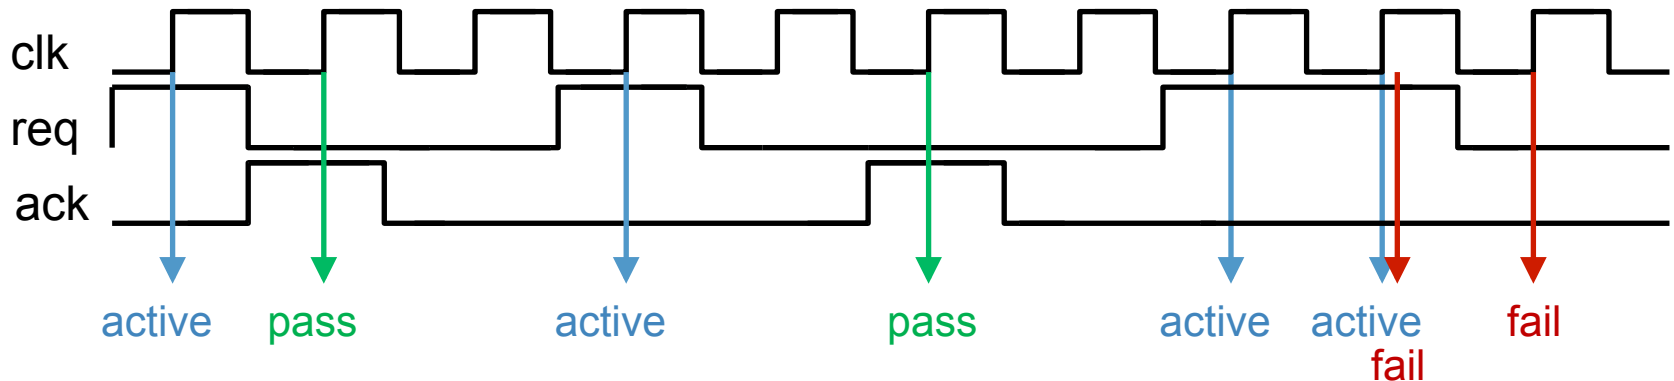 clk
req
ack
active pass active pass active active fail
fail